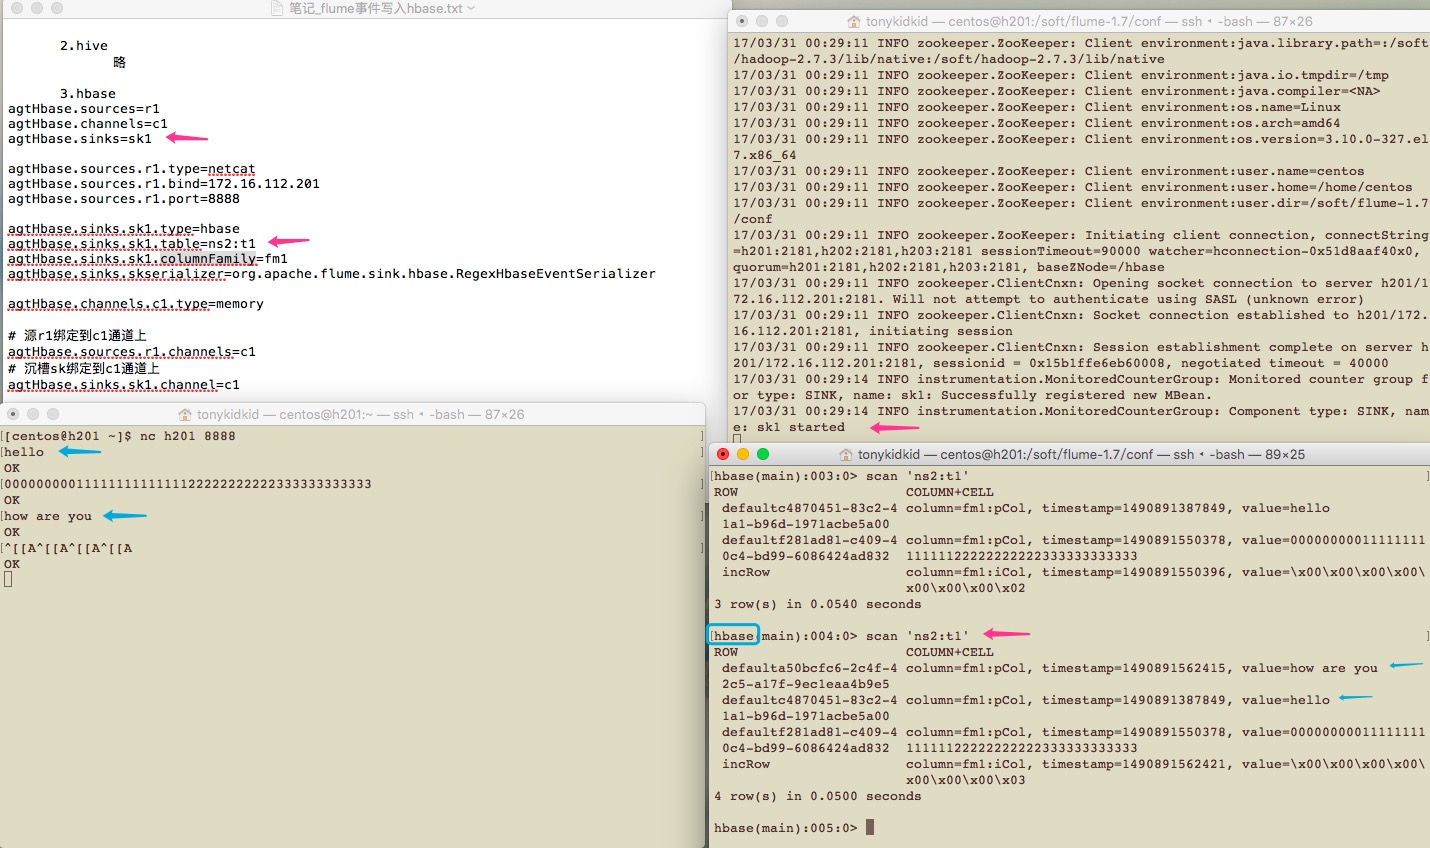 笔记_flume事件写入hbase.txt
2.hive
略
3.hbase
agtHbase.sources=r1
agtHbase.channels=c1
agtHbase.sinks=sk1
agtHbase.sources.r1.type=netcat
agtHbase.sources.r1.bind=172.16.112.201
agtHbase.sources.r1.port=8888
agtHbase.sinks.sk1.type=hbase
agtHbase.sinks.sk1.table=ns2:t1
agtHbase.sinks.sk1.columnFamily=fm1
agtHbase.sinks.skserializer=org.apache.flume.sink.hbase.RegexHbaseEventSerializer
agtHbase.channels.c1.type=memory
# 源r1绑定到c1通道上
agtHbase.sources.r1.channels=c1
# 沉槽sk绑定到c1通道上
agtHbase.sinks.sk1.channel=c1
tonykidkid — centos@h201:/soft/flume-1.7/conf — ssh ‹ -bash — 87×26
17/03/31 00:29:11 INFO zookeeper.ZooKeeper: Client environment:java.library.path=:/soft
/hadoop-2.7.3/lib/native:/soft/hadoop-2.7.3/lib/native
17/03/31 00:29:11 INFO zookeeper.ZooKeeper: Client environment:java.io.tmpdir=/tmp
17/03/31 00:29:11 INFO zookeeper.ZooKeeper: Client environment:java.compiler=<NA>
17/03/31 00:29:11 INFO zookeeper.ZooKeeper: Client environment:os.name=Linux
17/03/31 00:29:11 INFO zookeeper.ZooKeeper: Client environment:os.arch=amd64
17/03/31 00:29:11 INFO zookeeper.ZooKeeper: Client environment:os.version=3.10.0-327.el
7.x86_64
17/03/31 00:29:11 INFO zookeeper.ZooKeeper: Client environment:user.name=centos
17/03/31 00:29:11 INFO zookeeper.ZooKeeper: Client environment:user.home=/home/centos
17/03/31 00:29:11 INFO zookeeper.ZooKeeper: Client environment:user.dir=/soft/flume-1.7
/conf
17/03/31 00:29:11 INFO zookeeper.ZooKeeper: Initiating client connection, connectString
=h201:2181,h202:2181,h203:2181 sessionTimeout=90000 watcher=hconnection-0x51d8aaf40x0,
quorum=h201:2181,h202:2181,h203:2181, baseZNode=/hbase
17/03/31 00:29:11 INFO zookeeper.ClientCnxn: Opening socket connection to server h201/1
72.16.112.201:2181. Will not attempt to authenticate using SASL (unknown error)
17/03/31 00:29:11 INFO zookeeper.ClientCnxn: Socket connection established to h201/172.
16.112.201:2181, initiating session
17/03/31 00:29:11 INFO zookeeper.ClientCnxn: Session establishment complete on server h
201/172.16.112.201:2181, sessionid = 0x15b1ffe6eb60008, negotiated timeout = 40000
17/03/31 00:29:14 INFO instrumentation.MonitoredCounterGroup: Monitored counter group f
or type: SINK, name: sk1: Successfully registered new MBean.
17/03/31 00:29:14 INFO instrumentation.MonitoredCounterGroup: Component type: SINK, nam
e: sk1 started
tonykidkid — centos@h201:~ — ssh ‹ -bash — 87×26
[[centos@h201 ~]$ nc h201 8888 ]
[hello ]
OK
[0000000001111111111111122222222222233333333333 ]
OK
[how are you ]
OK
[^[[A^[[A^[[A^[[A ]
OK
tonykidkid — centos@h201:/soft/flume-1.7/conf — ssh ‹ -bash — 89×25
[hbase(main):003:0> scan 'ns2:t1' ]
ROW COLUMN+CELL
defaultc4870451-83c2-4 column=fm1:pCol, timestamp=1490891387849, value=hello
1a1-b96d-1971acbe5a00
defaultf281ad81-c409-4 column=fm1:pCol, timestamp=1490891550378, value=00000000011111111
0c4-bd99-6086424ad832 11111122222222222333333333333
incRow column=fm1:iCol, timestamp=1490891550396, value=\x00\x00\x00\x00\
x00\x00\x00\x02
3 row(s) in 0.0540 seconds
[hbase(main):004:0> scan 'ns2:t1' ]
ROW COLUMN+CELL
defaulta50bcfc6-2c4f-4 column=fm1:pCol, timestamp=1490891562415, value=how are you
2c5-a17f-9ec1eaa4b9e5
defaultc4870451-83c2-4 column=fm1:pCol, timestamp=1490891387849, value=hello
1a1-b96d-1971acbe5a00
defaultf281ad81-c409-4 column=fm1:pCol, timestamp=1490891550378, value=00000000011111111
0c4-bd99-6086424ad832 11111122222222222333333333333
incRow column=fm1:iCol, timestamp=1490891562421, value=\x00\x00\x00\x00\
x00\x00\x00\x03
4 row(s) in 0.0500 seconds
hbase(main):005:0>